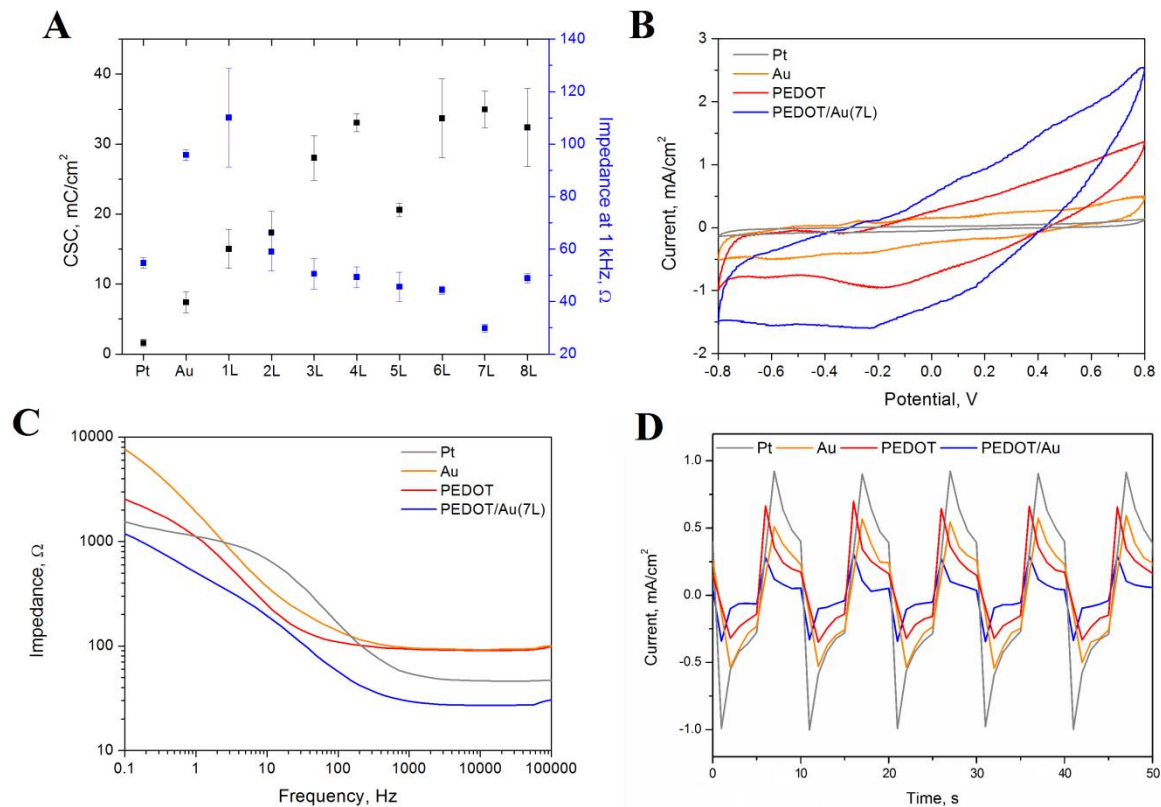 A
CSC, mC/cm²
40
30
20
10
0
Pt
Au
1L
2L
3L
4L
5L
6L
7L
8L
140
120
100
80
60
40
20
Impedance at 1 kHz, Ω
B
Pt
Au
PEDOT
PEDOT/Au(7L)
Current, mA/cm²
3
2
1
0
-1
-2
-0.8
-0.6
-0.4
-0.2
0.0
0.2
0.4
0.6
0.8
Potential, V
C
Pt
Au
PEDOT
PEDOT/Au(7L)
Impedance, Ω
10000
1000
100
10
0.1
1
10
100
1000
10000
100000
Frequency, Hz
D
Pt Au PEDOT PEDOT/Au
Current, mA/cm²
1.0
0.5
0.0
-0.5
-1.0
0
10
20
30
40
50
Time, s